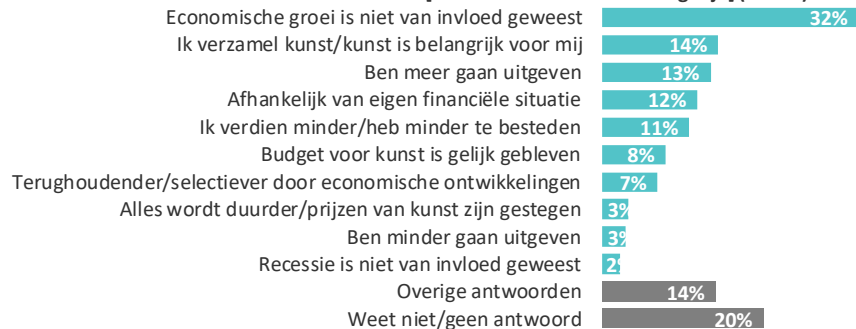 Economische groei is niet van invloed geweest 32%
Ik verzamel kunst/kunst is belangrijk voor mij 14%
Ben meer gaan uitgeven 13%
Afhankelijk van eigen financiële situatie 12%
Ik verdien minder/heb minder te besteden 11%
Budget voor kunst is gelijk gebleven 8%
Terughoudender/selectiever door economische ontwikkelingen 7%
Alles wordt duurder/prijzen van kunst zijn gestegen 3%
Ben minder gaan uitgeven 3%
Recessie is niet van invloed geweest 2%
Overige antwoorden 14%
Weet niet/geen antwoord 20%